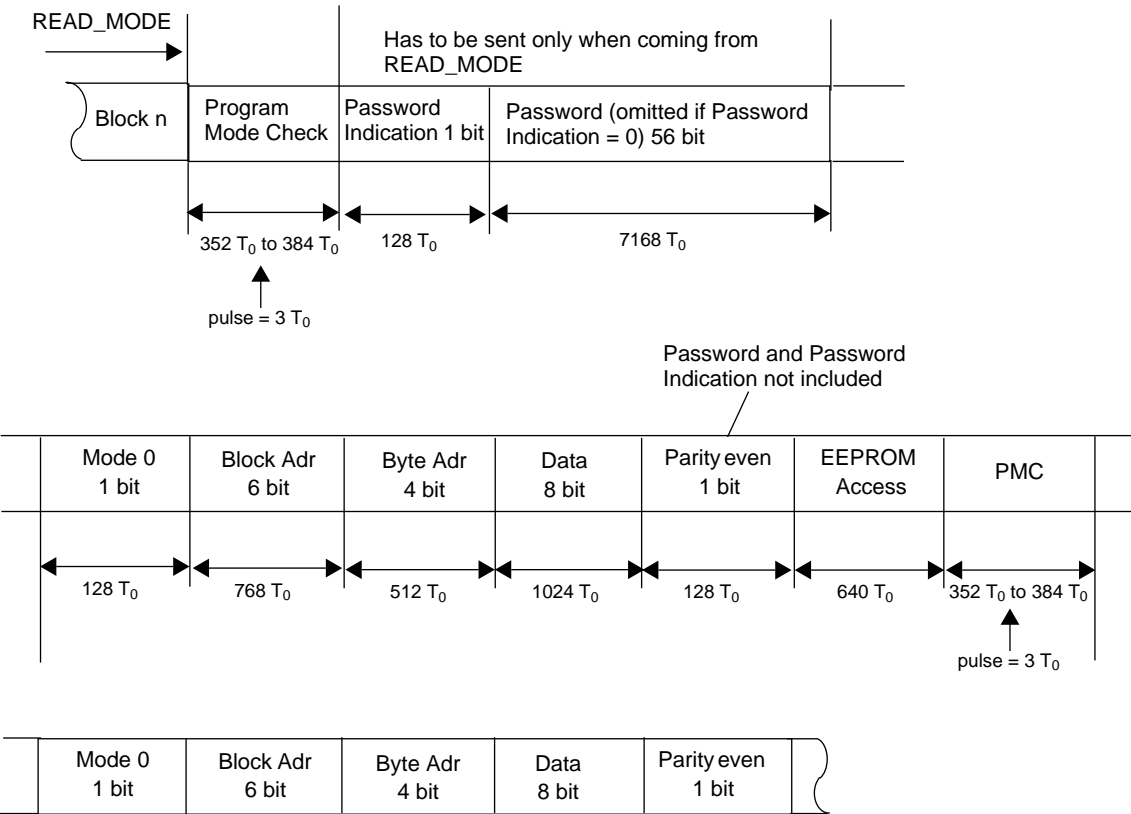 READ_MODE
Has to be sent only when coming from
READ_MODE
Block n
Program
Mode Check
Password
Indication 1 bit
Password (omitted if Password
Indication = 0) 56 bit
352 T0 to 384 T0
128 T0
7168 T0
pulse = 3 T0
Password and Password
Indication not included
Mode 0
1 bit
Block Adr
6 bit
Byte Adr
4 bit
Data
8 bit
Parity even
1 bit
EEPROM
Access
PMC
128 T0
768 T0
512 T0
1024 T0
128 T0
640 T0
352 T0 to 384 T0
pulse = 3 T0
Mode 0
1 bit
Block Adr
6 bit
Byte Adr
4 bit
Data
8 bit
Parity even
1 bit